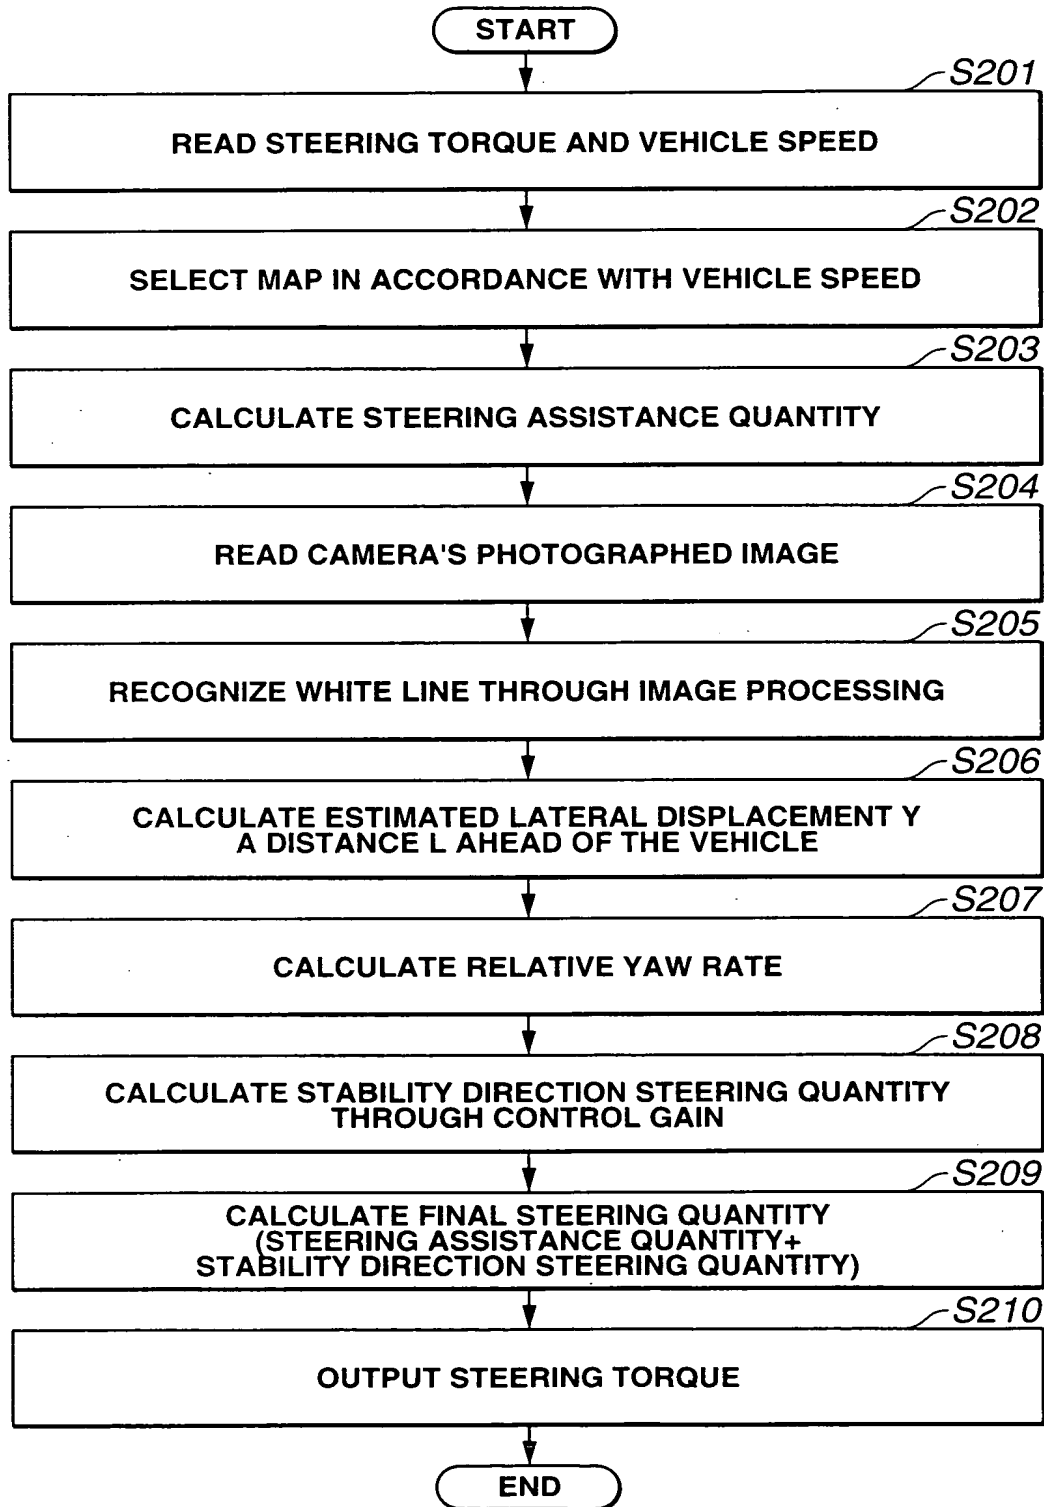 START
S201
READ STEERING TORQUE AND VEHICLE SPEED
S202
SELECT MAP IN ACCORDANCE WITH VEHICLE SPEED
S203
CALCULATE STEERING ASSISTANCE QUANTITY
S204
READ CAMERA'S PHOTOGRAPHED IMAGE
S205
RECOGNIZE WHITE LINE THROUGH IMAGE PROCESSING
S206
CALCULATE ESTIMATED LATERAL DISPLACEMENT Y
A DISTANCE L AHEAD OF THE VEHICLE
S207
CALCULATE RELATIVE YAW RATE
S208
CALCULATE STABILITY DIRECTION STEERING QUANTITY
THROUGH CONTROL GAIN
S209
CALCULATE FINAL STEERING QUANTITY
(STEERING ASSISTANCE QUANTITY+
STABILITY DIRECTION STEERING QUANTITY)
S210
OUTPUT STEERING TORQUE
END